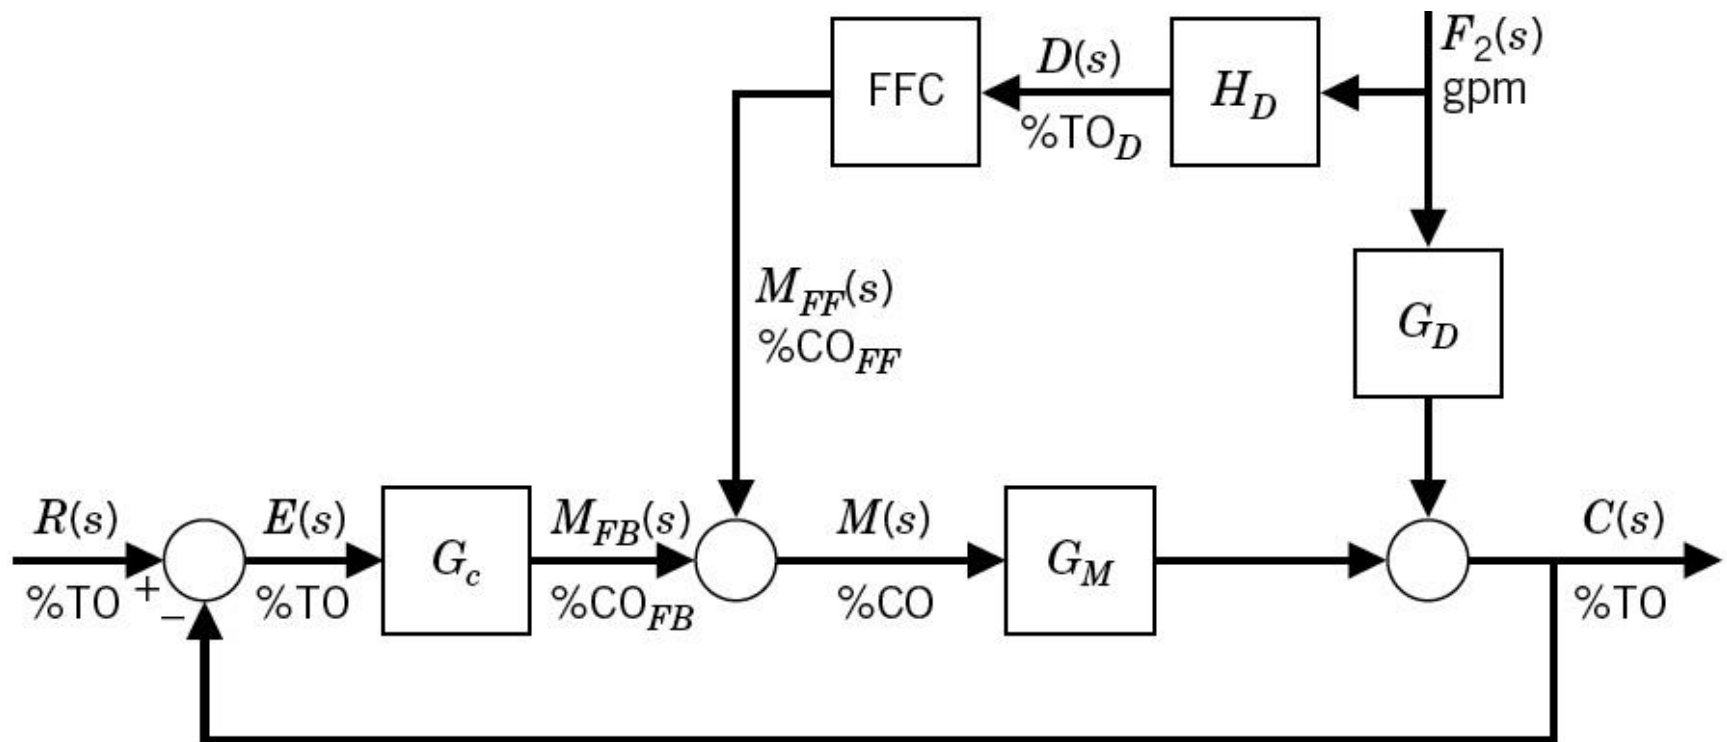 FFC
D(s)
%TO_D
H_D
F_2(s)
gpm
M_FF(s)
%CO_FF
G_D
R(s)
%TO
+
−
E(s)
%TO
G_c
M_FB(s)
%CO_FB
M(s)
%CO
G_M
C(s)
%TO